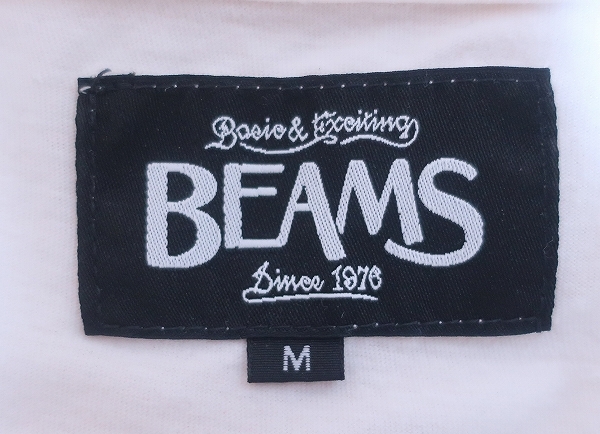 Basic & Exciting
BEAMS
Since 1976
M